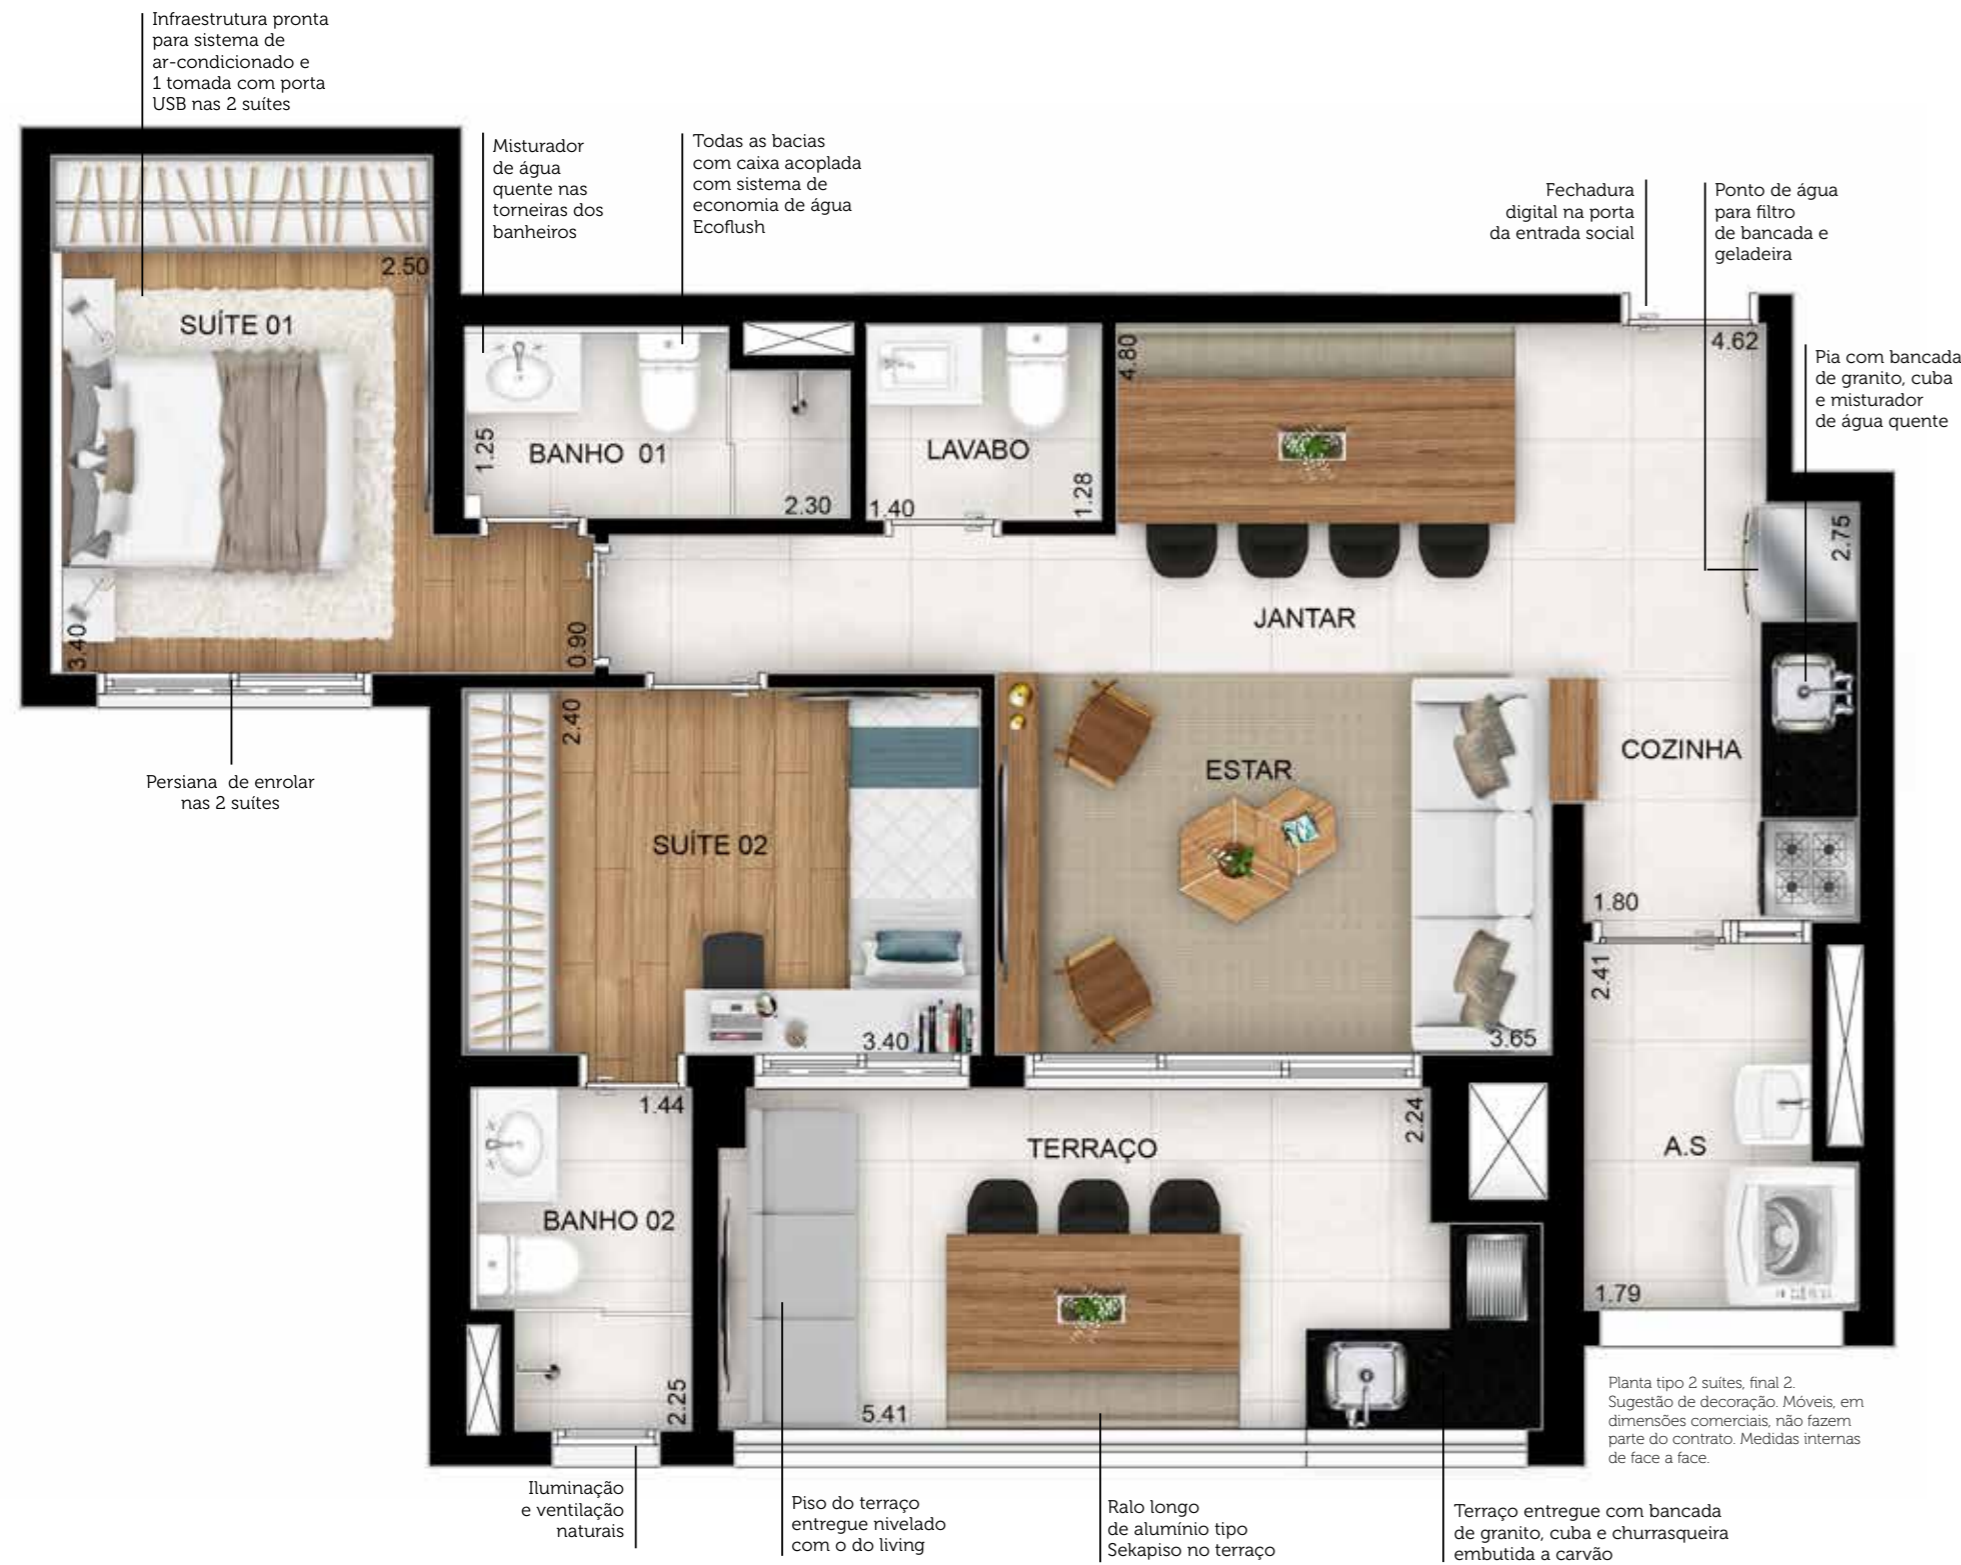 Infraestrutura pronta
para sistema de
ar-condicionado e
1 tomada com porta
USB nas 2 suítes
Misturador
de água
quente nas
torneiras dos
banheiros
Todas as bacias
com caixa acoplada
com sistema de
economia de água
Ecoflush
Fechadura
digital na porta
da entrada social
Ponto de água
para filtro
de bancada e
geladeira
Pia com bancada
de granito, cuba
e misturador
de água quente
2.50
SUÍTE 01
3.40
0.90
1.25
BANHO 01
2.30
LAVABO
1.40
1.28
4.80
4.62
2.75
JANTAR
Persiana de enrolar
nas 2 suítes
2.40
SUÍTE 02
3.40
ESTAR
3.65
COZINHA
1.80
2.41
A.S
1.79
1.44
BANHO 02
2.25
TERRAÇO
2.24
5.41
Planta tipo 2 suítes, final 2.
Sugestão de decoração. Móveis, em
dimensões comerciais, não fazem
parte do contrato. Medidas internas
de face a face.
Iluminação
e ventilação
naturais
Piso do terraço
entregue nivelado
com o do living
Ralo longo
de alumínio tipo
Sekapiso no terraço
Terraço entregue com bancada
de granito, cuba e churrasqueira
embutida a carvão